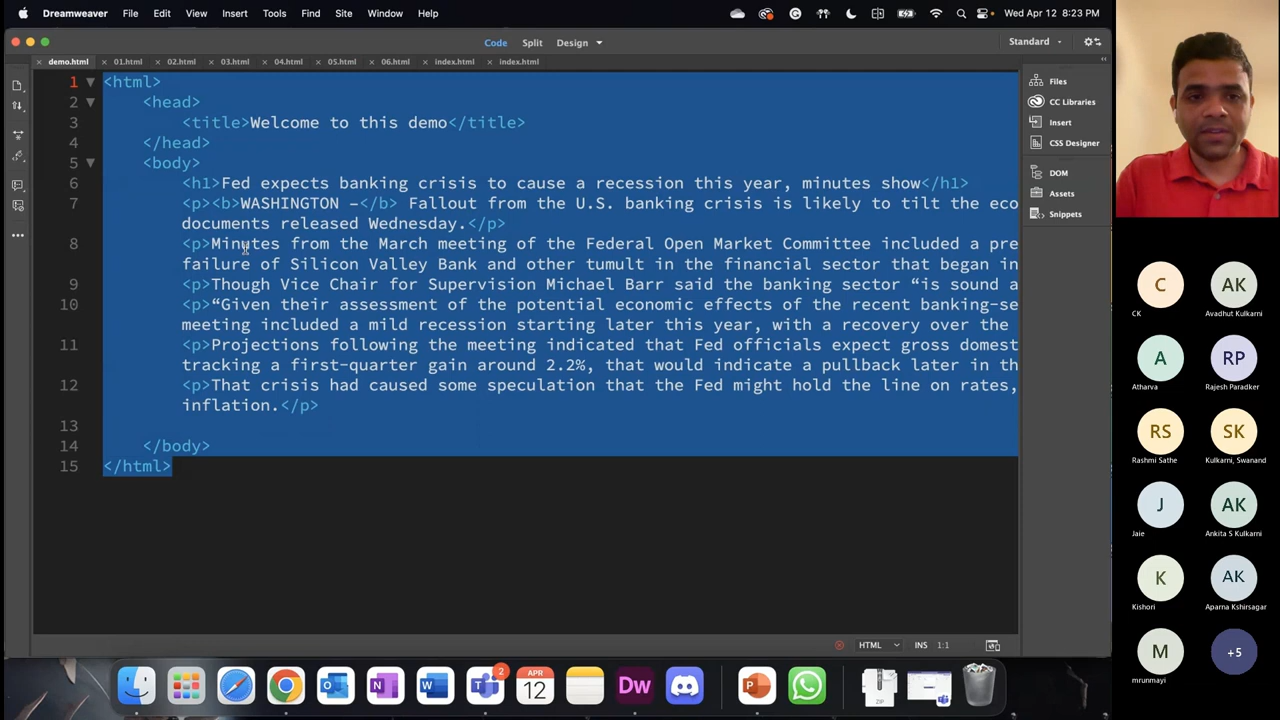 Dreamweaver File Edit View Insert Tools Find Site Window Help Wed Apr 12 8:23 PM
Code Split Design Standard
demo.html 01.html 02.html 03.html 04.html 05.html 06.html index.html index.html
1 <html>
2 <head>
3 <title>Welcome to this demo</title>
4 </head>
5 <body>
6 <h1>Fed expects banking crisis to cause a recession this year, minutes show</h1>
7 <p><b>WASHINGTON –</b> Fallout from the U.S. banking crisis is likely to tilt the eco
documents released Wednesday.</p>
8 <p>Minutes from the March meeting of the Federal Open Market Committee included a pre
failure of Silicon Valley Bank and other tumult in the financial sector that began in
9 <p>Though Vice Chair for Supervision Michael Barr said the banking sector “is sound a
10 <p>“Given their assessment of the potential economic effects of the recent banking-se
meeting included a mild recession starting later this year, with a recovery over the
11 <p>Projections following the meeting indicated that Fed officials expect gross domest
tracking a first-quarter gain around 2.2%, that would indicate a pullback later in th
12 <p>That crisis had caused some speculation that the Fed might hold the line on rates,
inflation.</p>
13
14 </body>
15 </html>
HTML INS 1:1
Files
CC Libraries
Insert
CSS Designer
DOM
Assets
Snippets
C AK
CK Avadhut Kulkarni
A RP
Atharva Rajesh Paradker
RS SK
Rashmi Sathe Kulkarni, Swanand
J AK
Jaie Ankita S Kulkarni
K AK
Kishori Aparna Kshirsagar
M +5
mrunmayi
2
APR
12
Dw
ZIP